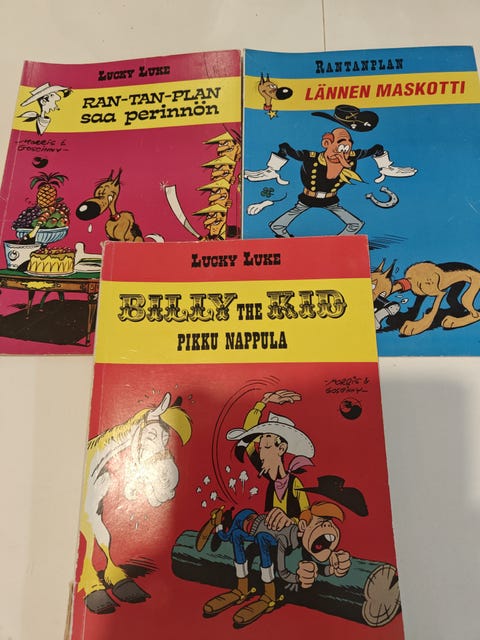 LUCKY LUKE
RAN-TAN-PLAN
saa perinnön
MORRIS &
GOSCINNY
RANTANPLAN
LÄNNEN MASKOTTI
LUCKY LUKE
BILLY THE KID
PIKKU NAPPULA
MORRIS &
GOSCINNY